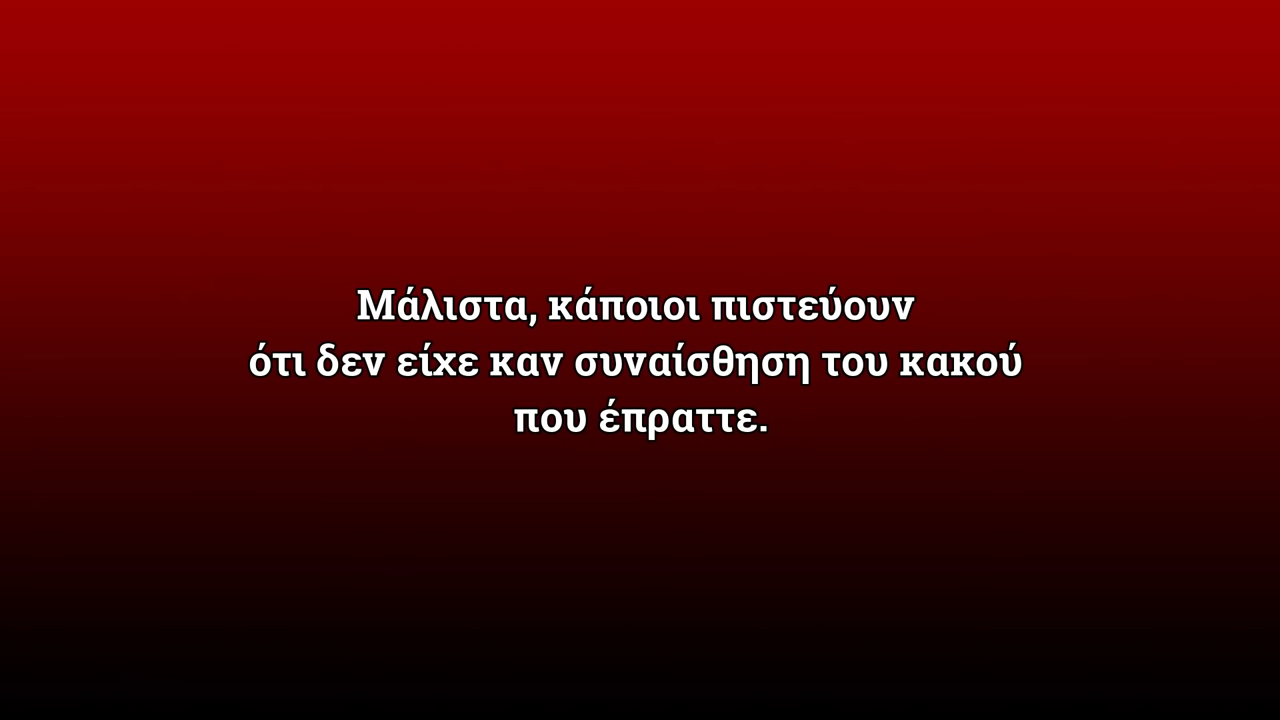 Μάλιστα, κάποιοι πιστεύουν
ότι δεν είχε καν συναίσθηση του κακού
που έπραττε.